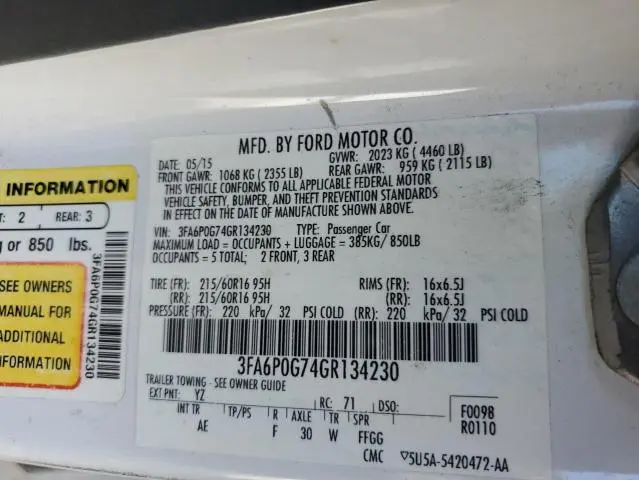 INFORMATION
T: 2 REAR: 3
g or 850 lbs.
SEE OWNERS
MANUAL FOR
ADDITIONAL
INFORMATION
3FA6P0G74GR134230
MFD. BY FORD MOTOR CO.
DATE: 05/15 GVWR: 2023 KG ( 4460 LB)
FRONT GAWR: 1068 KG ( 2355 LB) REAR GAWR: 959 KG ( 2115 LB)
THIS VEHICLE CONFORMS TO ALL APPLICABLE FEDERAL MOTOR
VEHICLE SAFETY, BUMPER, AND THEFT PREVENTION STANDARDS
IN EFFECT ON THE DATE OF MANUFACTURE SHOWN ABOVE.
VIN: 3FA6P0G74GR134230 TYPE: Passenger Car
MAXIMUM LOAD = OCCUPANTS + LUGGAGE = 385KG/ 850LB
OCCUPANTS = 5 TOTAL; 2 FRONT, 3 REAR
TIRE (FR): 215/60R16 95H RIMS (FR): 16x6.5J
(RR): 215/60R16 95H (RR): 16x6.5J
PRESSURE (FR): 220 kPa/ 32 PSI COLD (RR): 220 kPa/ 32 PSI COLD
3FA6P0G74GR134230
TRAILER TOWING - SEE OWNER GUIDE
EXT PNT: YZ RC: 71 DSO: F0098
INT TR TP/PS R AXLE TR SPR R0110
AE F 30 W FFGG
CMC 5U5A-5420472-AA